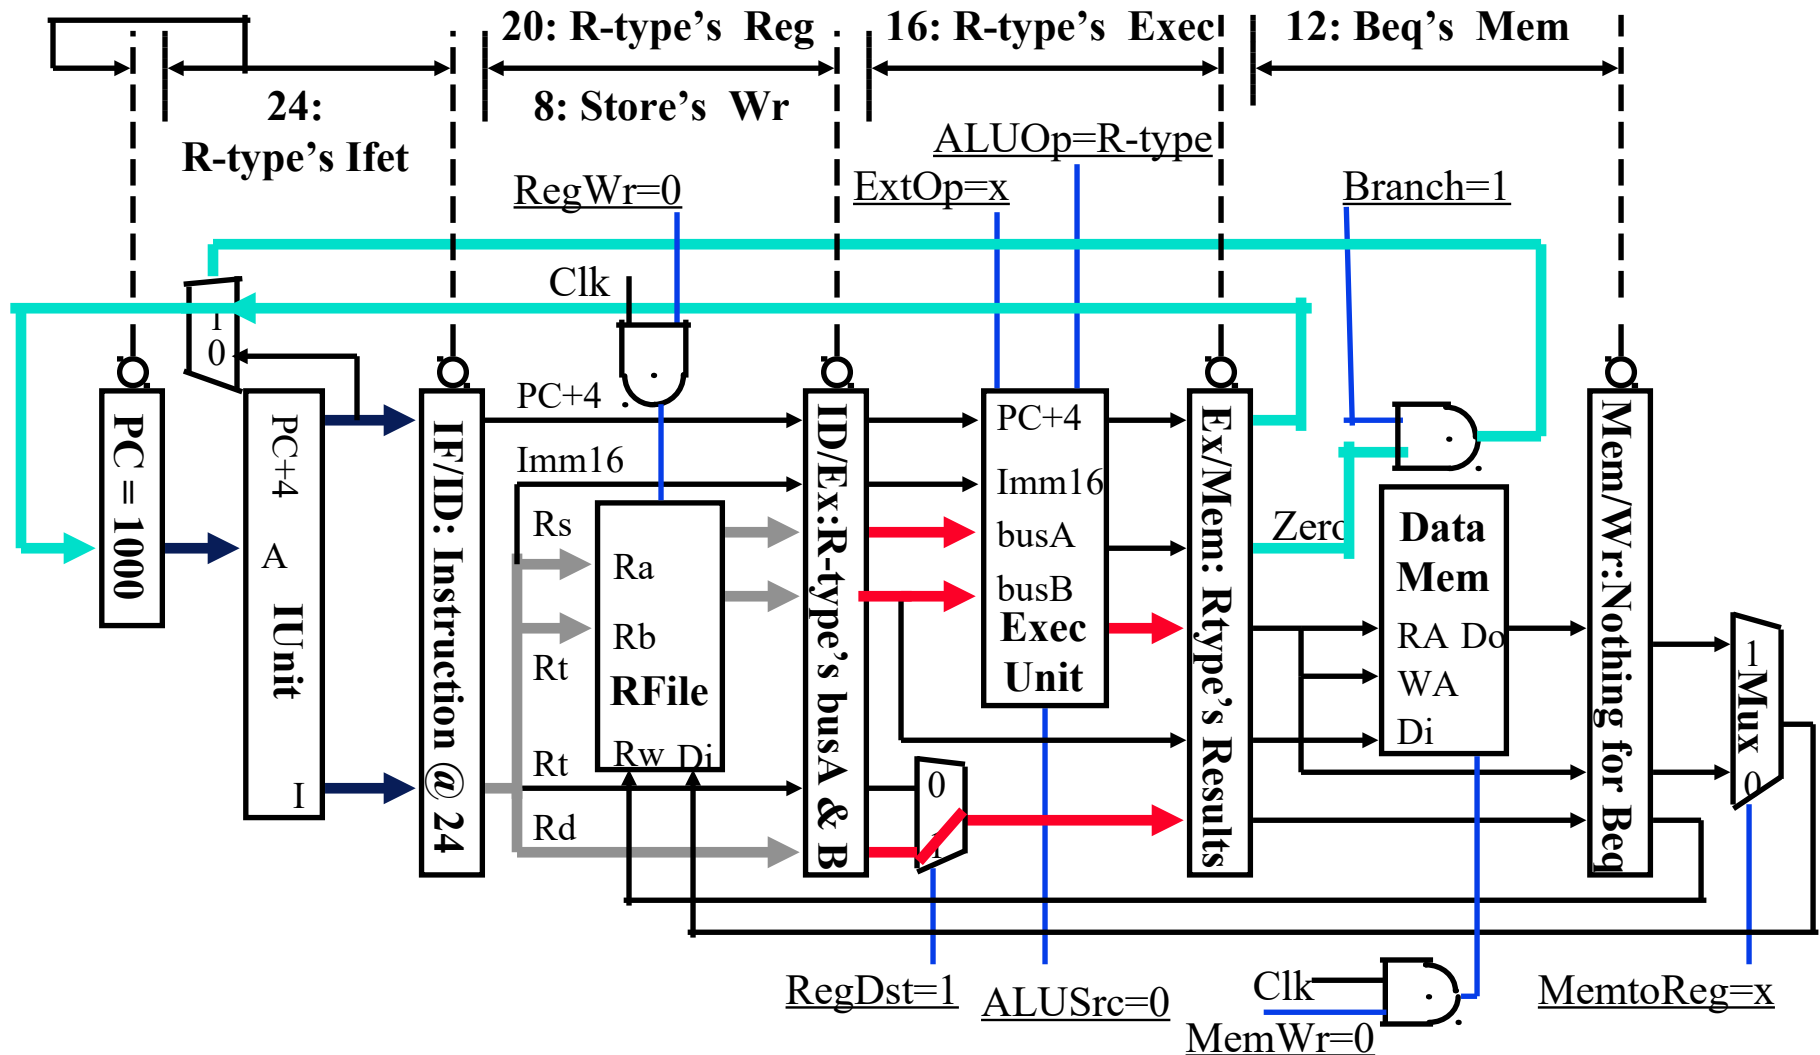 20: R-type's Reg
16: R-type's Exec
12: Beq's Mem
24:
R-type's Ifet
8: Store's Wr
ALUOp=R-type
RegWr=0
ExtOp=x
Branch=1
Clk
1
0
PC+4
PC+4
PC+4
Imm16
Imm16
Rs
Ra
busA
busB
Zero
Data
Mem
A
Rb
Rt
RFile
Exec
Unit
RA Do
WA
Di
IUnit
I
Rt
Rw Di
Rd
0
1
1
Mux
0
PC = 1000
IF/ID: Instruction @ 24
ID/Ex:R-type's busA & B
Ex/Mem: Rtype's Results
Mem/Wr:Nothing for Beq
RegDst=1
ALUSrc=0
Clk
MemWr=0
MemtoReg=x